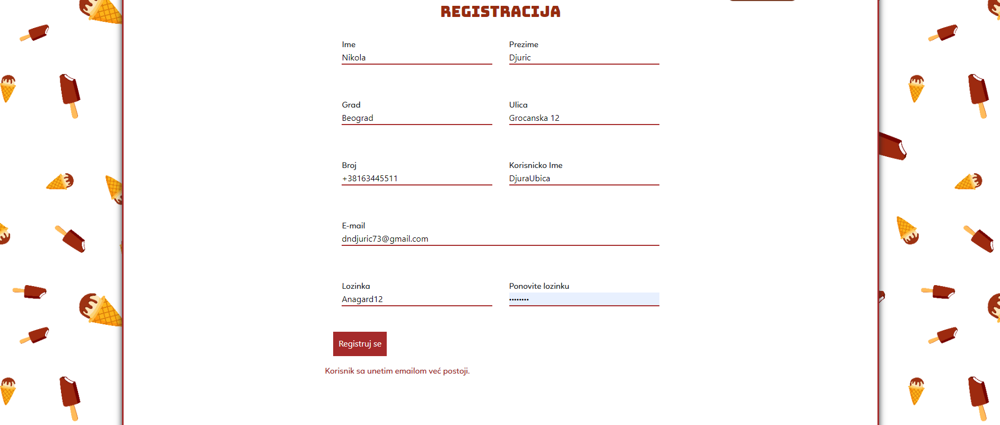 REGISTRACIJA
Ime
Prezime
Nikola
Djuric
Grad
Ulica
Beograd
Grocanska 12
Broj
Korisnicko Ime
+38163445511
DjuraUbica
E-mail
dndjuric73@gmail.com
Lozinka
Ponovite lozinku
Anagard12
••••••••
Registruj se
Korisnik sa unetim emailom već postoji.